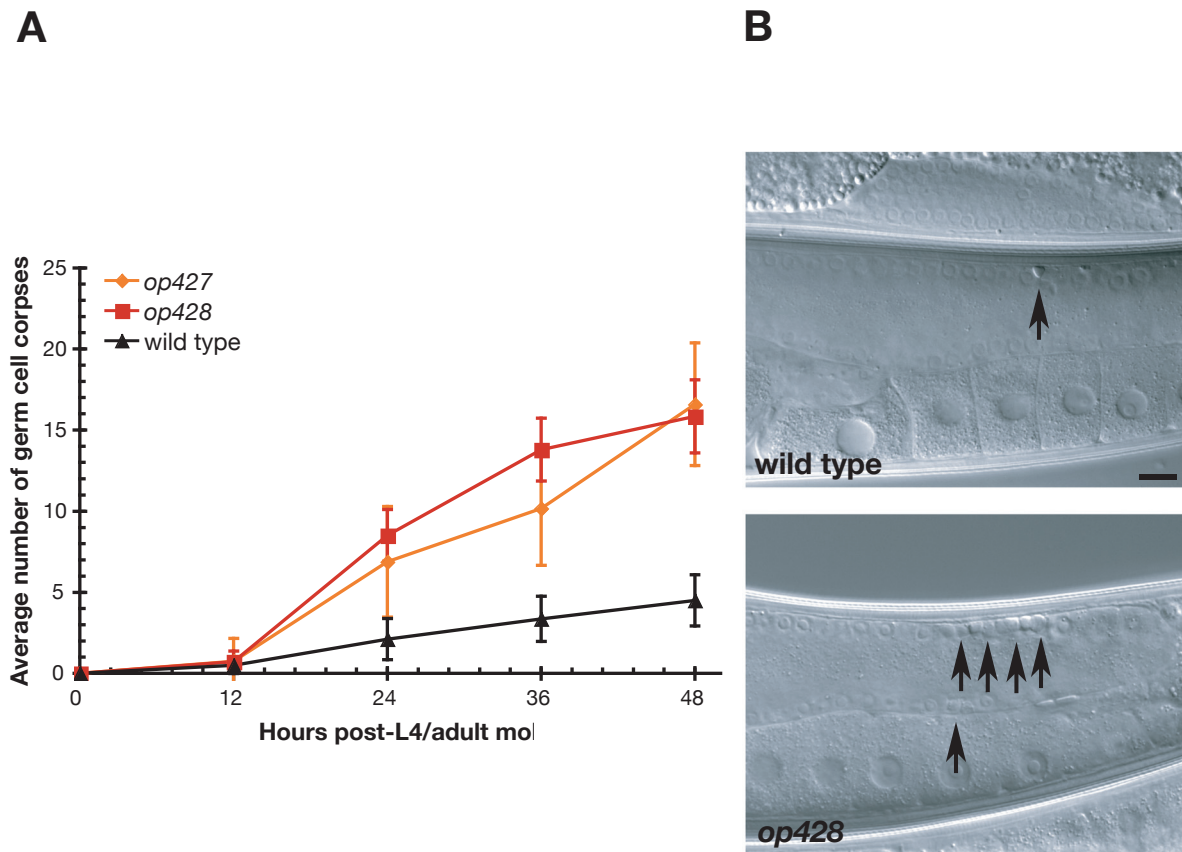 A
B
Average number of germ cell corpses
25
20
15
10
5
0
op427
op428
wild type
0
12
24
36
48
Hours post-L4/adult mol
wild type
op428